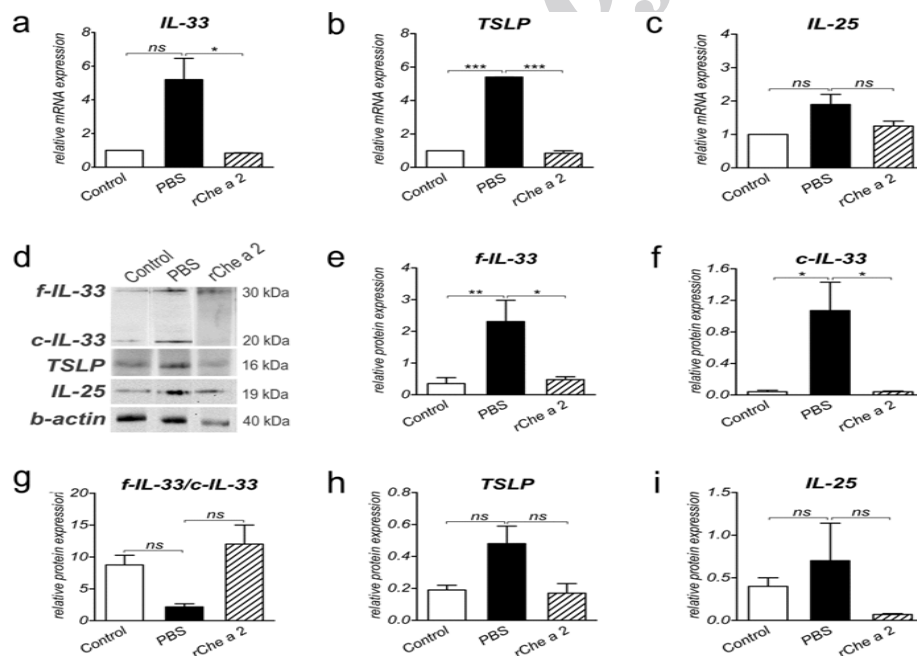 a
IL-33
relative mRNA expression
8
6
4
2
0
ns
*
Control
PBS
rChe a 2
b
TSLP
relative mRNA expression
8
6
4
2
0
***
***
Control
PBS
rChe a 2
c
IL-25
relative mRNA expression
4
3
2
1
0
ns
ns
Control
PBS
rChe a 2
d
Control
PBS
rChe a 2
f-IL-33
30 kDa
c-IL-33
20 kDa
TSLP
16 kDa
IL-25
19 kDa
b-actin
40 kDa
e
f-IL-33
relative protein expression
3
2
1
0
**
*
Control
PBS
rChe a 2
f
c-IL-33
relative protein expression
1.6
1.2
0.8
0.4
0.0
*
*
Control
PBS
rChe a 2
g
f-IL-33/c-IL-33
relative protein expression
20
15
10
5
0
ns
ns
Control
PBS
rChe a 2
h
TSLP
relative protein expression
0.8
0.6
0.4
0.2
0.0
ns
ns
Control
PBS
rChe a 2
i
IL-25
relative protein expression
1.5
1.0
0.5
0.0
ns
ns
Control
PBS
rChe a 2